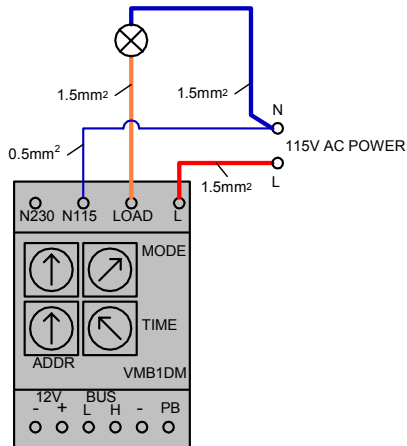 1.5mm²
1.5mm²
N
0.5mm²
115V AC POWER
L
1.5mm²
N230 N115 LOAD L
MODE
TIME
ADDR
VMB1DM
12V BUS
- + L H - PB